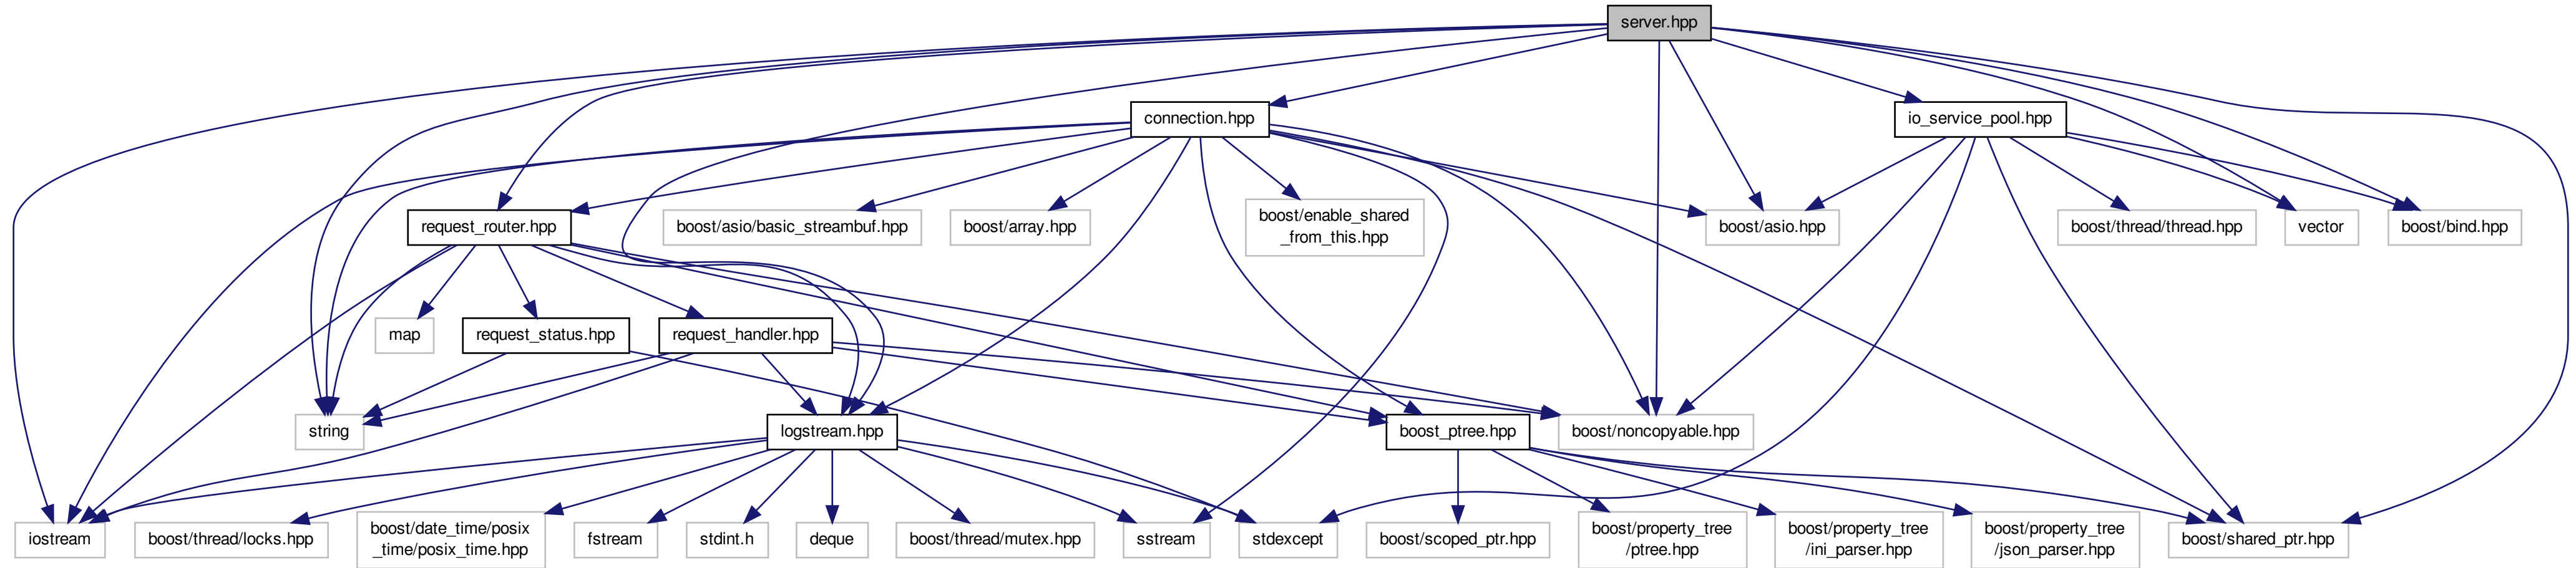 server.hpp
connection.hpp
io_service_pool.hpp
request_router.hpp
boost/asio/basic_streambuf.hpp
boost/array.hpp
boost/enable_shared
_from_this.hpp
boost/asio.hpp
boost/thread/thread.hpp
vector
boost/bind.hpp
map
request_status.hpp
request_handler.hpp
string
logstream.hpp
boost_ptree.hpp
boost/noncopyable.hpp
iostream
boost/thread/locks.hpp
boost/date_time/posix
_time/posix_time.hpp
fstream
stdint.h
deque
boost/thread/mutex.hpp
sstream
stdexcept
boost/scoped_ptr.hpp
boost/property_tree
/ptree.hpp
boost/property_tree
/ini_parser.hpp
boost/property_tree
/json_parser.hpp
boost/shared_ptr.hpp